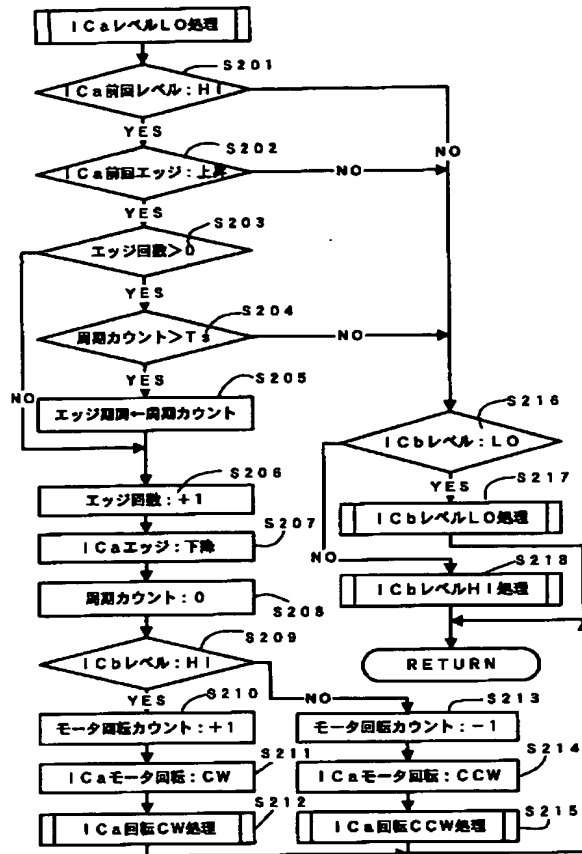 ICaレベルLO処理
S201
ICa前回レベル:HI
YES
NO
S202
ICa前回エッジ:上昇
NO
YES
S203
エッジ回数>0
YES
S204
周期カウント>Ts
NO
YES
NO
S205
エッジ期間←周期カウント
S206
エッジ回数:+1
S207
ICaエッジ:下降
周期カウント:0
S208
S209
ICbレベル:HI
YES
NO
S210
モータ回転カウント:+1
S211
ICaモータ回転:CW
S212
ICa回転CW処理
S213
モータ回転カウント:-1
S214
ICaモータ回転:CCW
S215
ICa回転CCW処理
S216
ICbレベル:LO
YES
S217
ICbレベルLO処理
NO
S218
ICbレベルHI処理
RETURN